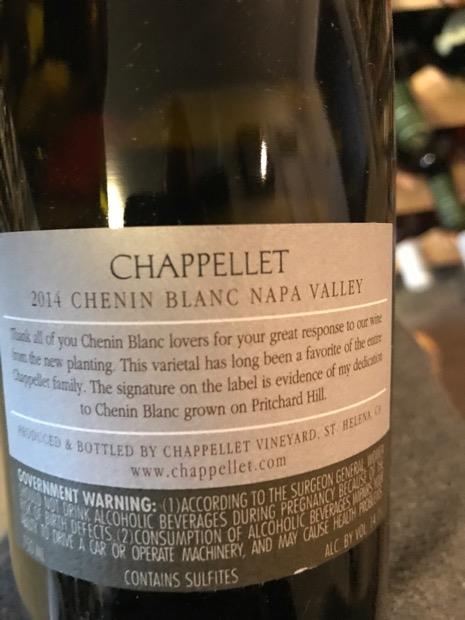 CHAPPELLET
2014 CHENIN BLANC NAPA VALLEY
Thank all of you Chenin Blanc lovers for your great response to our wine
from the new planting. This varietal has long been a favorite of the entire
Chappellet family. The signature on the label is evidence of my dedication
to Chenin Blanc grown on Pritchard Hill.
PRODUCED & BOTTLED BY CHAPPELLET VINEYARD, ST. HELENA, CA
www.chappellet.com
GOVERNMENT WARNING: (1)ACCORDING TO THE SURGEON GENERAL, WOMEN
SHOULD NOT DRINK ALCOHOLIC BEVERAGES DURING PREGNANCY BECAUSE OF THE
RISK OF BIRTH DEFECTS. (2)CONSUMPTION OF ALCOHOLIC BEVERAGES IMPAIRS YOUR
ABILITY TO DRIVE A CAR OR OPERATE MACHINERY, AND MAY CAUSE HEALTH PROBLEMS.
ALC. BY VOL. 14
CONTAINS SULFITES